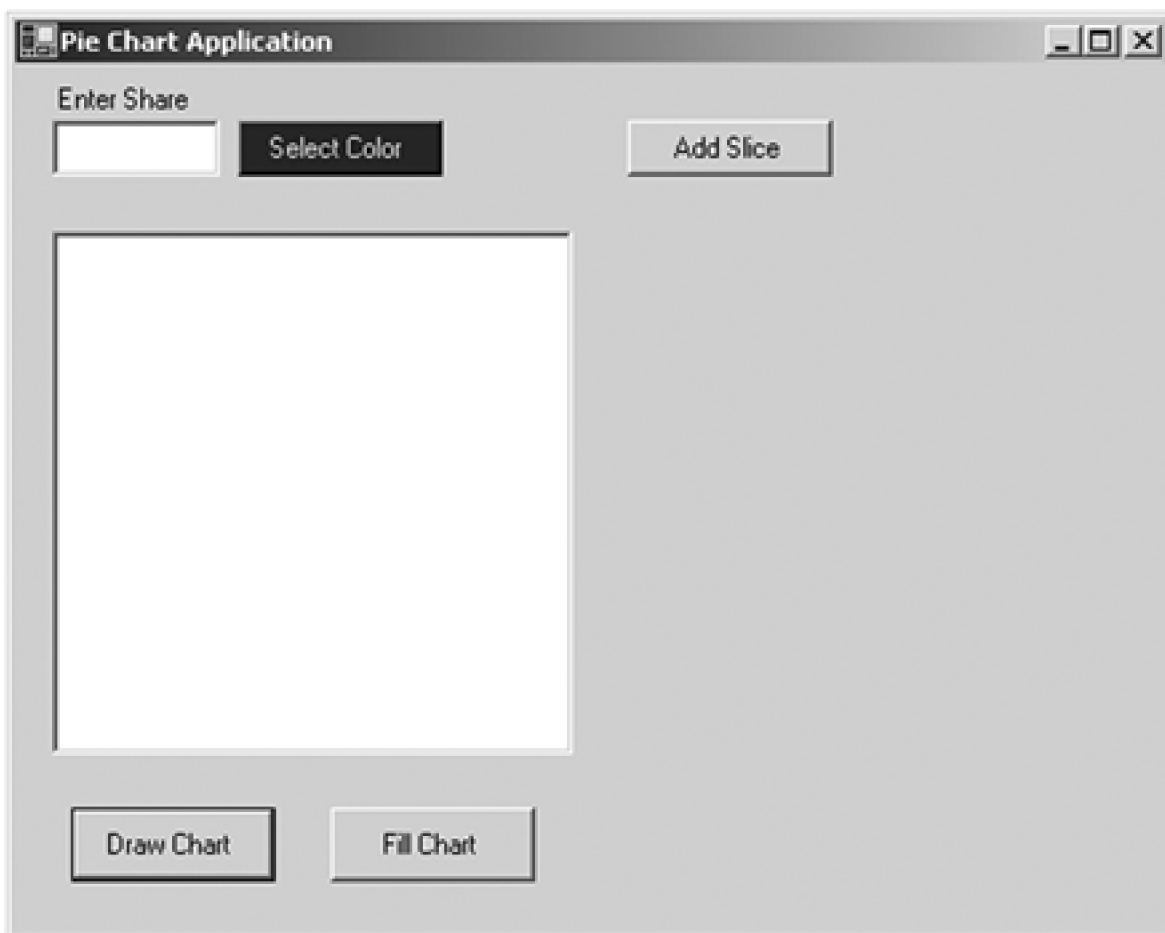 Pie Chart Application
Enter Share
Select Color
Add Slice
Draw Chart
Fill Chart